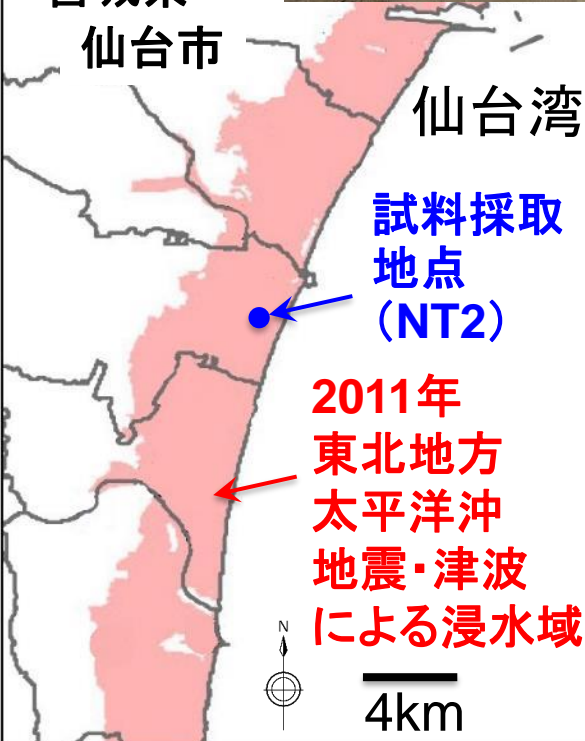 仙台市
仙台湾
試料採取
地点
（NT2）
2011年
東北地方
太平洋沖
地震・津波
による浸水域
N
4km